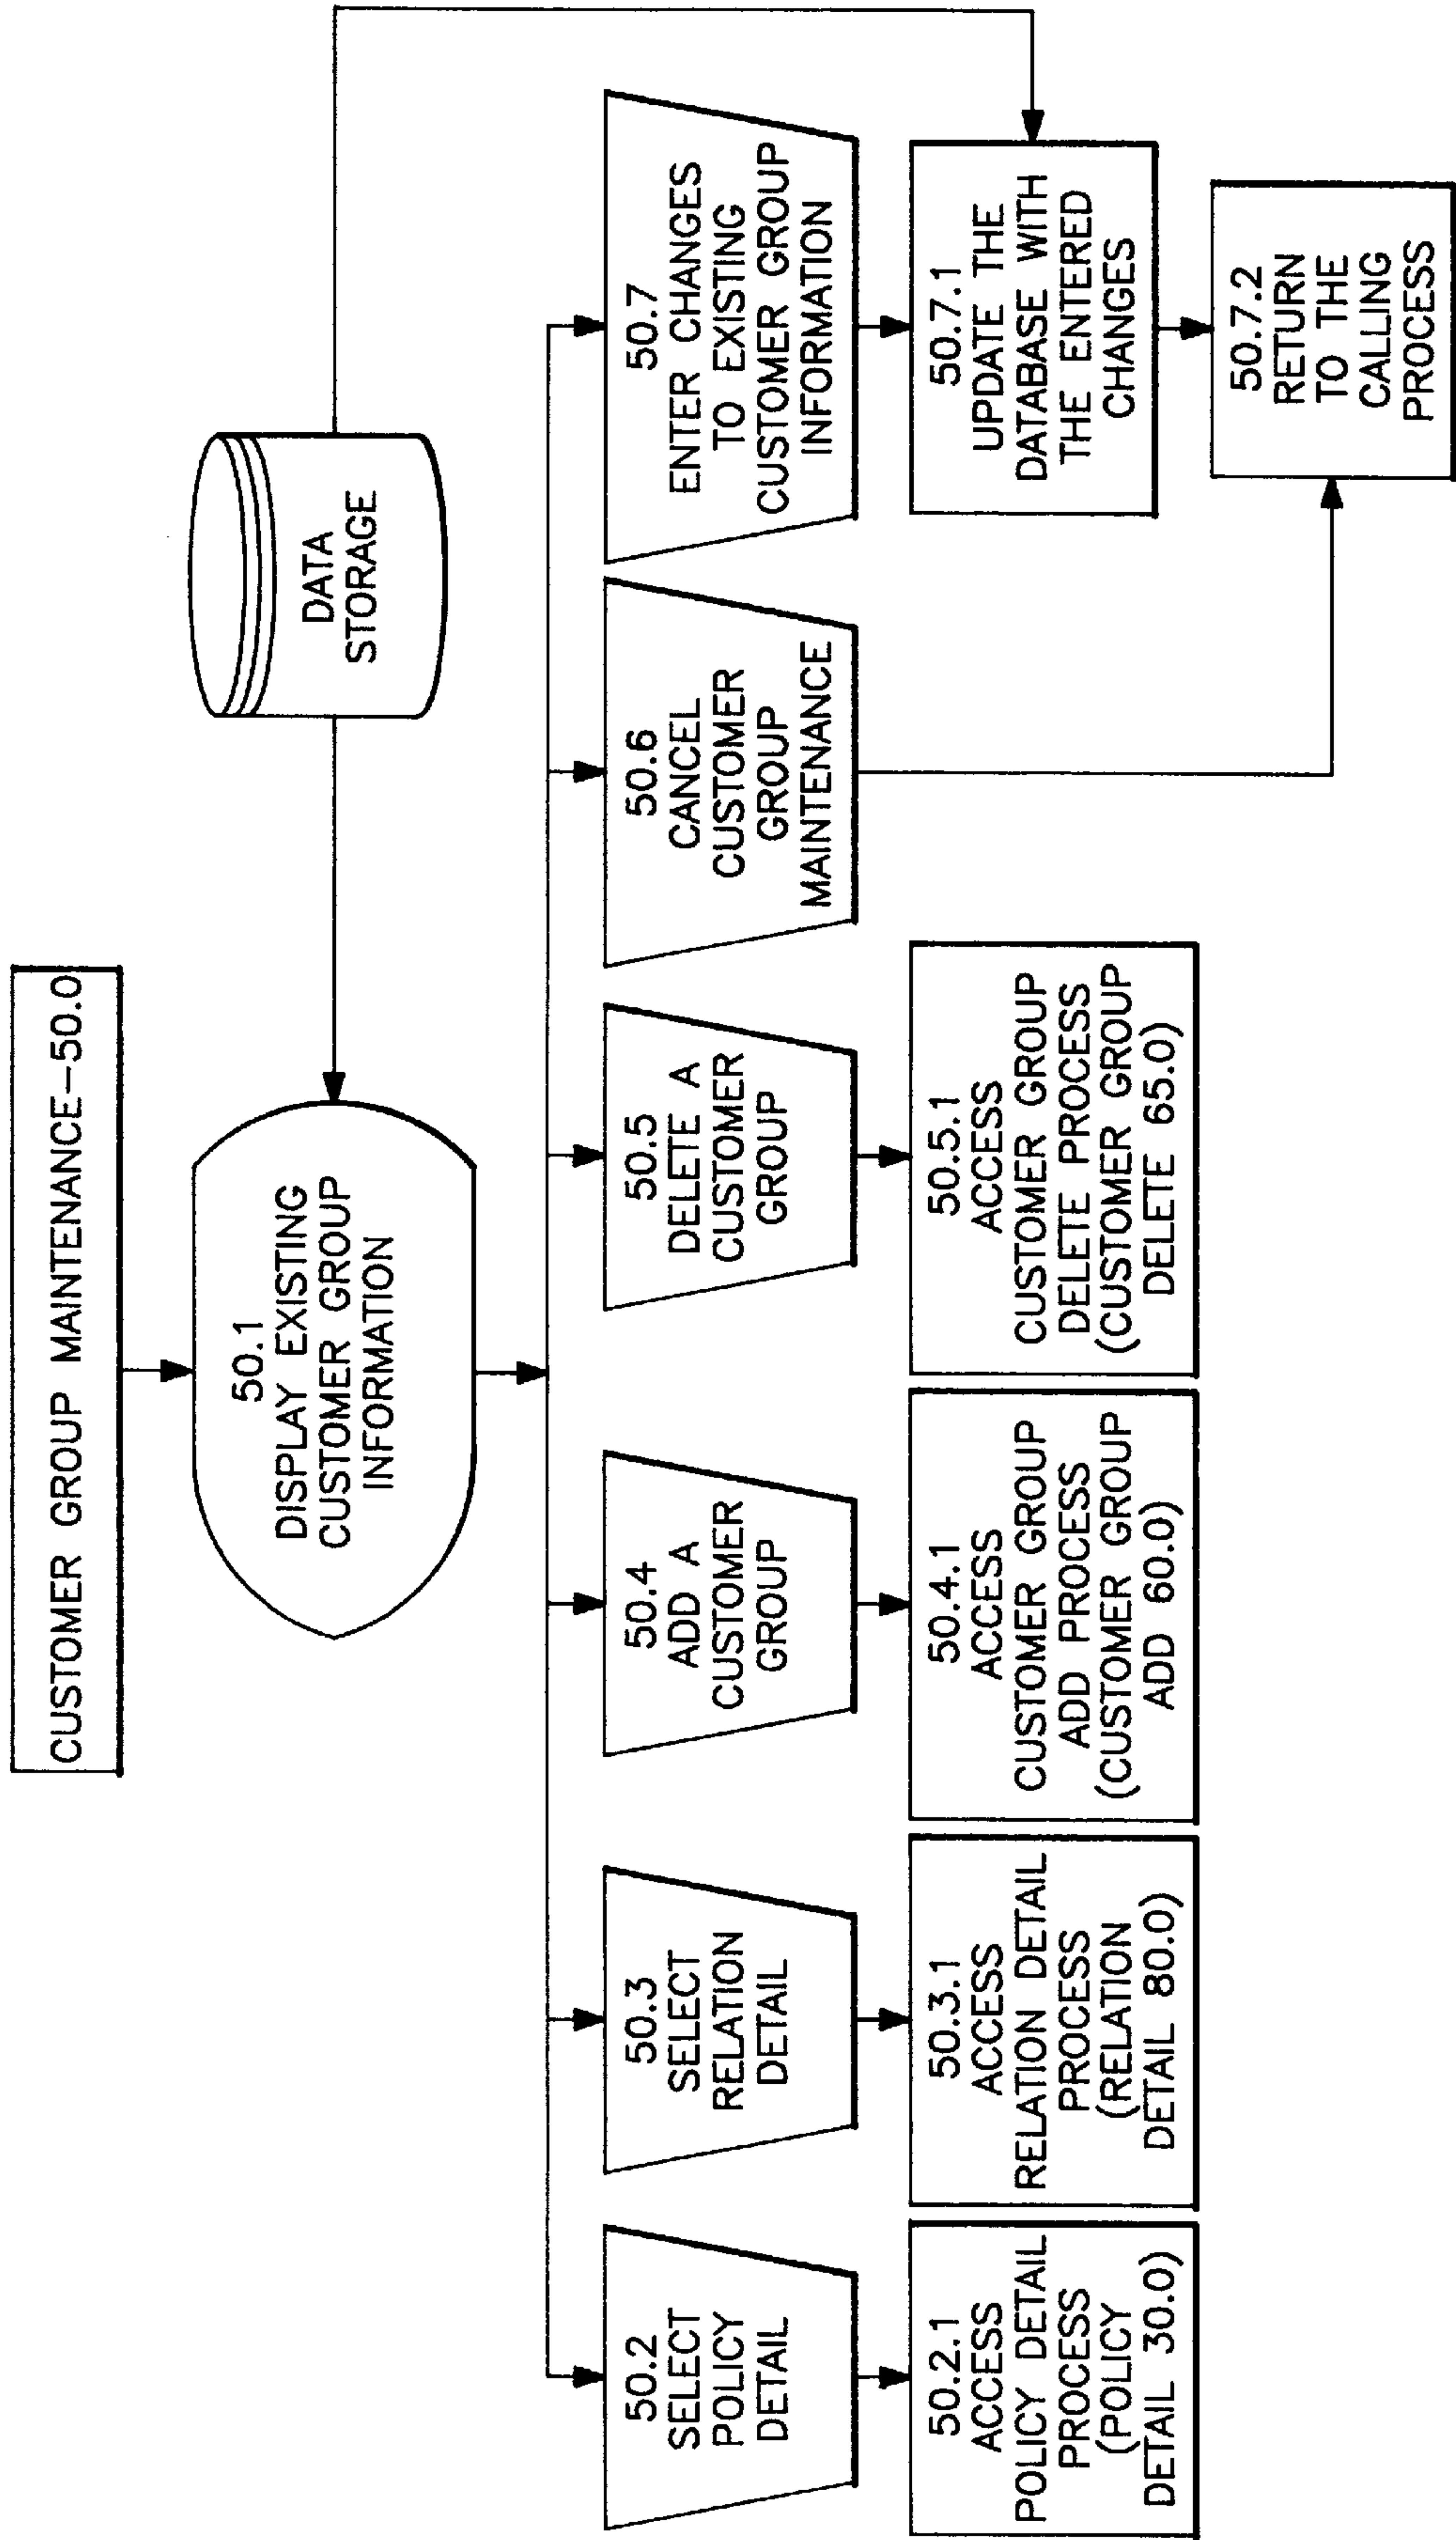 CUSTOMER GROUP MAINTENANCE-50.0
50.1
DISPLAY EXISTING
CUSTOMER GROUP
INFORMATION
DATA
STORAGE
50.2
SELECT
POLICY
DETAIL
50.3
SELECT
RELATION
DETAIL
50.4
ADD A
CUSTOMER
GROUP
50.5
DELETE A
CUSTOMER
GROUP
50.6
CANCEL
CUSTOMER
GROUP
MAINTENANCE
50.7
ENTER CHANGES
TO EXISTING
CUSTOMER GROUP
INFORMATION
50.2.1
ACCESS
POLICY DETAIL
PROCESS
(POLICY
DETAIL 30.0)
50.3.1
ACCESS
RELATION DETAIL
PROCESS
(RELATION
DETAIL 80.0)
50.4.1
ACCESS
CUSTOMER GROUP
ADD PROCESS
(CUSTOMER GROUP
ADD 60.0)
50.5.1
ACCESS
CUSTOMER GROUP
DELETE PROCESS
(CUSTOMER GROUP
DELETE 65.0)
50.7.1
UPDATE THE
DATABASE WITH
THE ENTERED
CHANGES
50.7.2
RETURN
TO THE
CALLING
PROCESS